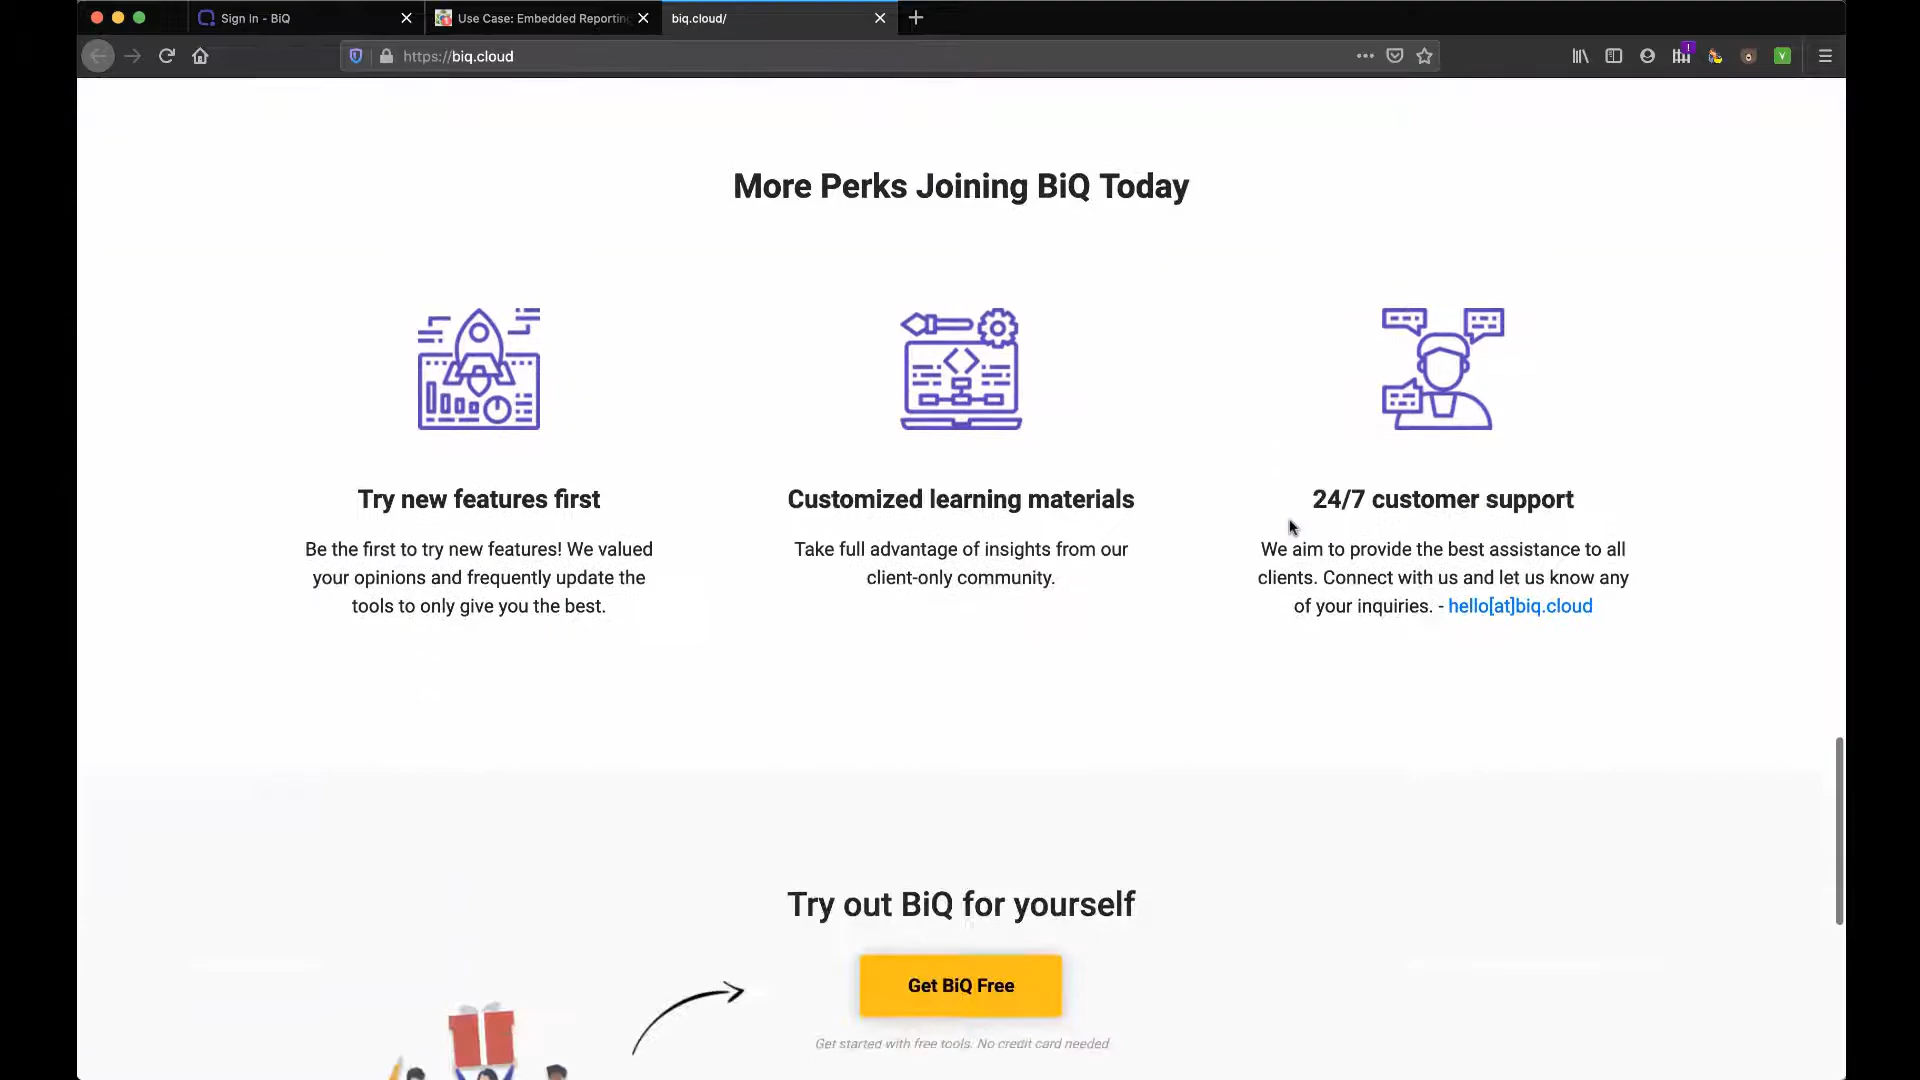 Sign In - BiQ
Use Case: Embedded Reporting
biq.cloud/
https://biq.cloud
More Perks Joining BiQ Today
Try new features first
Be the first to try new features! We valued
your opinions and frequently update the
tools to only give you the best.
Customized learning materials
Take full advantage of insights from our
client-only community.
24/7 customer support
We aim to provide the best assistance to all
clients. Connect with us and let us know any
of your inquiries. - hello[at]biq.cloud
Try out BiQ for yourself
Get BiQ Free
Get started with free tools. No credit card needed